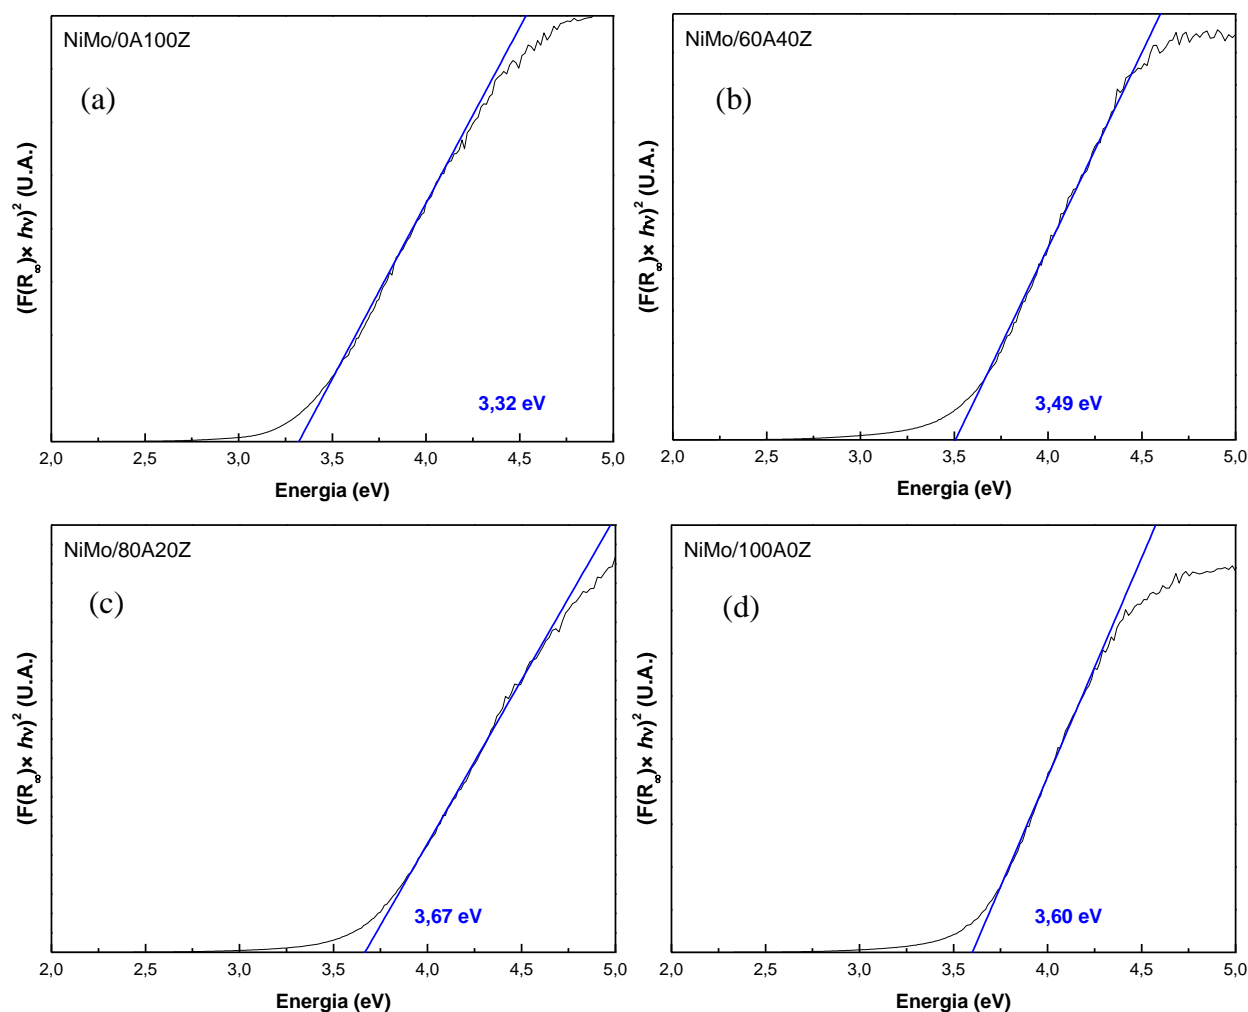 NiMo/0A100Z
(a)
(F(R∞)× hν)² (U.A.)
3,32 eV
2,0 2,5 3,0 3,5 4,0 4,5 5,0
Energia (eV)
NiMo/60A40Z
(b)
(F(R∞)× hν)² (U.A.)
3,49 eV
2,0 2,5 3,0 3,5 4,0 4,5 5,0
Energia (eV)
NiMo/80A20Z
(c)
(F(R∞)× hν)² (U.A.)
3,67 eV
2,0 2,5 3,0 3,5 4,0 4,5 5,0
Energia (eV)
NiMo/100A0Z
(d)
(F(R∞)× hν)² (U.A.)
3,60 eV
2,0 2,5 3,0 3,5 4,0 4,5 5,0
Energia (eV)